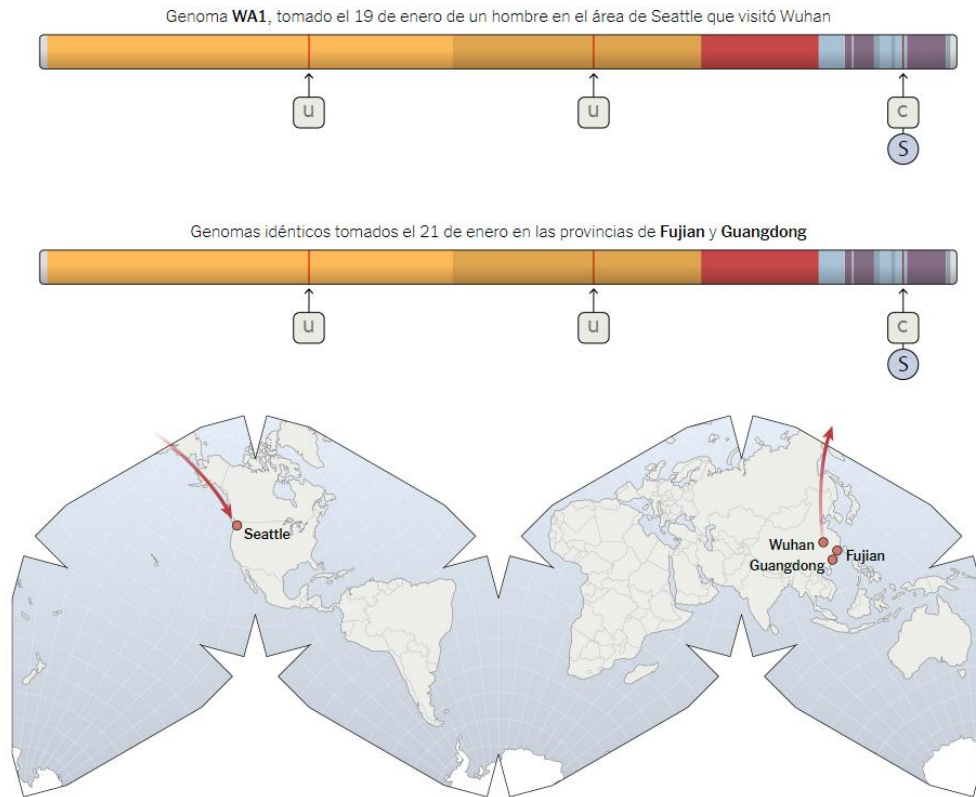 Genoma WA1, tomado el 19 de enero de un hombre en el área de Seattle que visitó Wuhan
u
u
c
S
Genomas idénticos tomados el 21 de enero en las provincias de Fujian y Guangdong
u
u
c
S
Seattle
Wuhan
Fujian
Guangdong